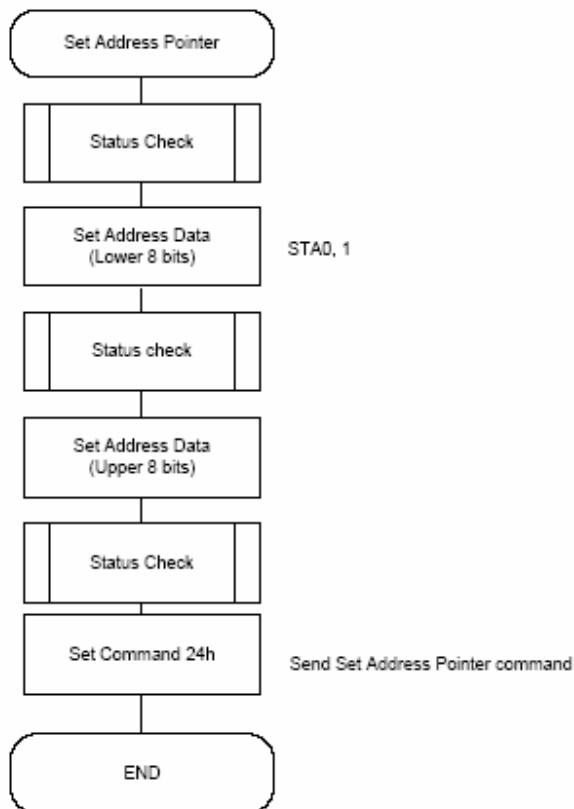 Set Address Pointer
Status Check
Set Address Data
(Lower 8 bits)
STA0, 1
Status check
Set Address Data
(Upper 8 bits)
Status Check
Set Command 24h
Send Set Address Pointer command
END